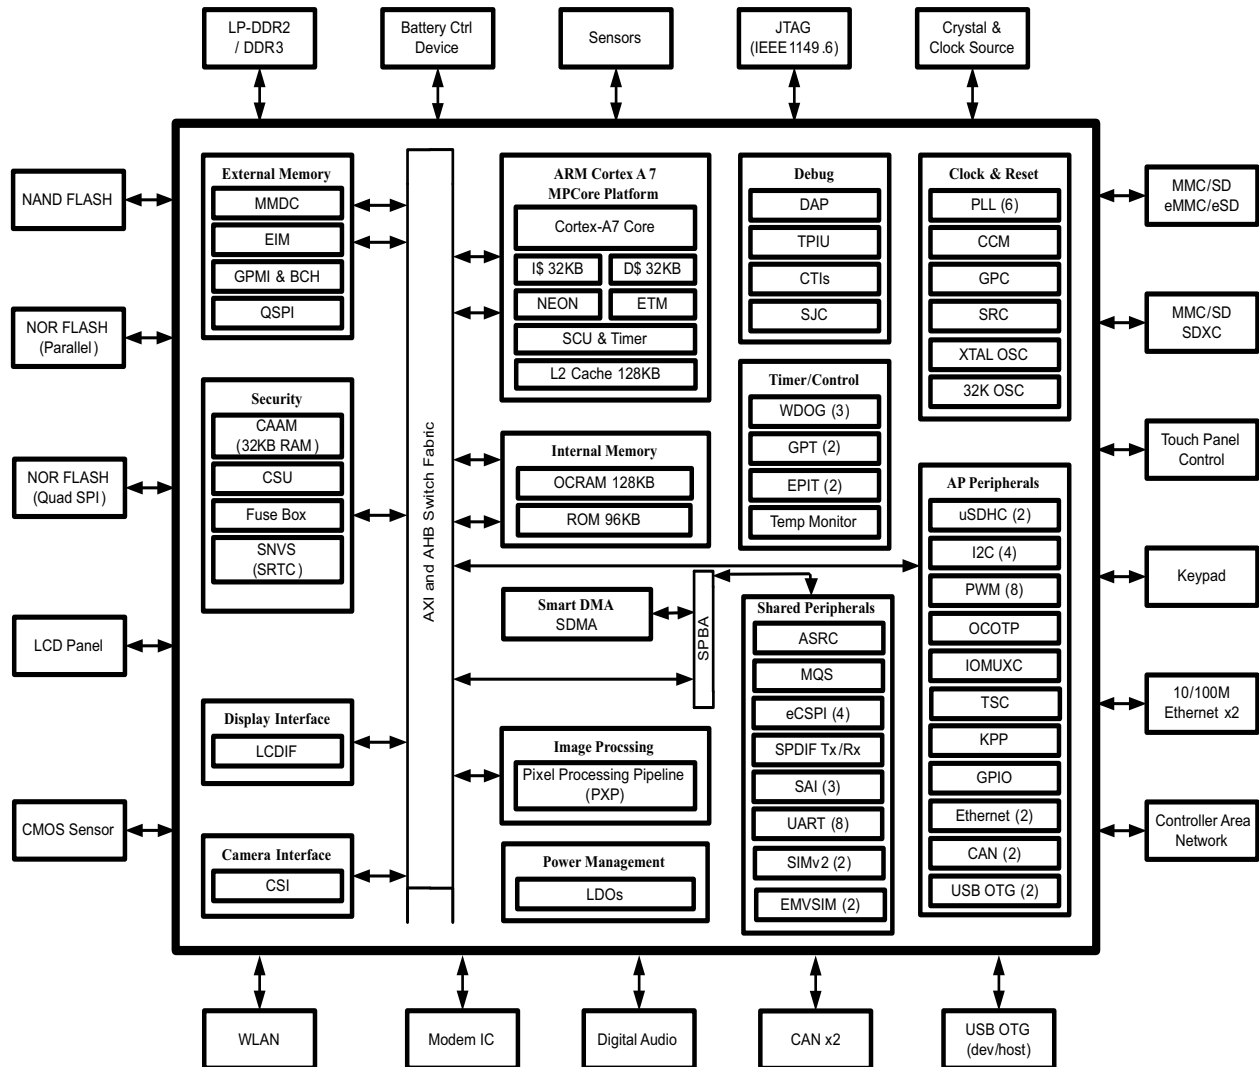 LP-DDR2
/ DDR3
Battery Ctrl
Device
Sensors
JTAG
(IEEE1149.6)
Crystal &
Clock Source
NAND FLASH
NOR FLASH
(Parallel)
NOR FLASH
(Quad SPI)
LCD Panel
CMOS Sensor
External Memory
MMDC
EIM
GPMI & BCH
QSPI
Security
CAAM
(32KB RAM)
CSU
Fuse Box
SNVS
(SRTC)
Display Interface
LCDIF
Camera Interface
CSI
AXI and AHB Switch Fabric
ARM Cortex A 7
MPCore Platform
Cortex-A7 Core
I$ 32KB
D$ 32KB
NEON
ETM
SCU & Timer
L2 Cache 128KB
Internal Memory
OCRAM 128KB
ROM 96KB
Smart DMA
SDMA
SPBA
Image Procssing
Pixel Processing Pipeline
(PXP)
Power Management
LDOs
Debug
DAP
TPIU
CTIs
SJC
Timer/Control
WDOG (3)
GPT (2)
EPIT (2)
Temp Monitor
Shared Peripherals
ASRC
MQS
eCSPI (4)
SPDIF Tx/Rx
SAI (3)
UART (8)
SIMv2 (2)
EMVSIM (2)
Clock & Reset
PLL (6)
CCM
GPC
SRC
XTAL OSC
32K OSC
AP Peripherals
uSDHC (2)
I2C (4)
PWM (8)
OCOTP
IOMUXC
TSC
KPP
GPIO
Ethernet (2)
CAN (2)
USB OTG (2)
MMC/SD
eMMC/eSD
MMC/SD
SDXC
Touch Panel
Control
Keypad
10/100M
Ethernet x2
Controller Area
Network
WLAN
Modem IC
Digital Audio
CAN x2
USB OTG
(dev/host)